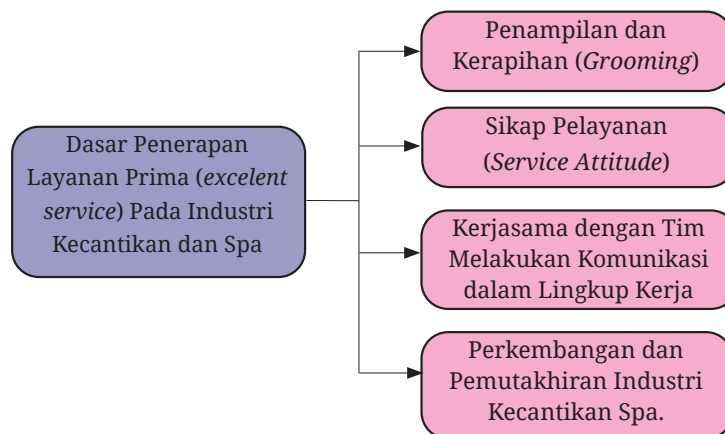 Dasar Penerapan
Layanan Prima (excelent
service) Pada Industri
Kecantikan dan Spa
Penampilan dan
Kerapihan (Grooming)
Sikap Pelayanan
(Service Attitude)
Kerjasama dengan Tim
Melakukan Komunikasi
dalam Lingkup Kerja
Perkembangan dan
Pemutakhiran Industri
Kecantikan Spa.